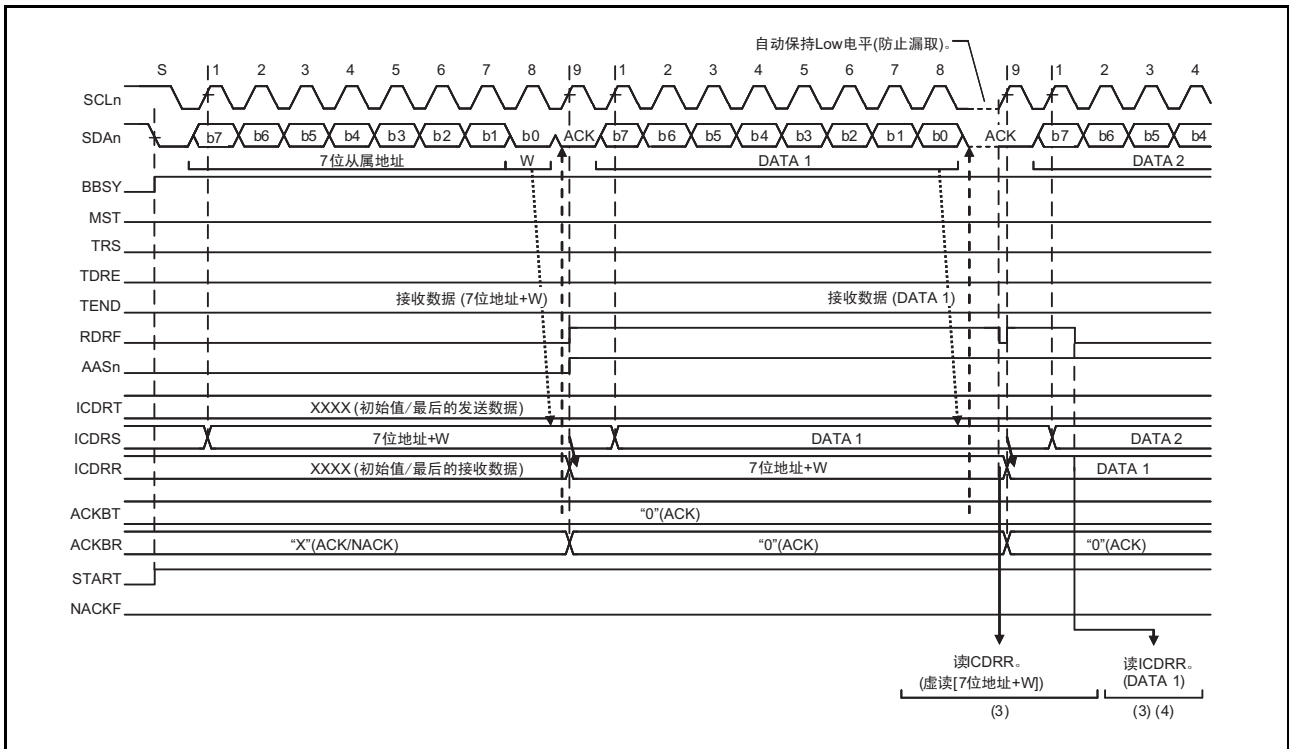 自动保持Low电平(防止漏取)。
S 1 2 3 4 5 6 7 8 9 1 2 3 4 5 6 7 8 9 1 2 3 4
SCLn
SDAn b7 b6 b5 b4 b3 b2 b1 b0 ACK b7 b6 b5 b4 b3 b2 b1 b0 ACK b7 b6 b5 b4
7位从属地址 W DATA 1 DATA 2
BBSY
MST
TRS
TDRE
TEND 接收数据 (7位地址+W) 接收数据 (DATA 1)
RDRF
AASn
ICDRT XXXX (初始值/最后的发送数据)
ICDRS 7位地址+W DATA 1 DATA 2
ICDRR XXXX (初始值/最后的接收数据) 7位地址+W DATA 1
ACKBT “0”(ACK)
ACKBR “X”(ACK/NACK) “0”(ACK) “0”(ACK)
START
NACKF
读ICDRR。 读ICDRR。
(虚读[7位地址+W]) (DATA 1)
(3) (3) (4)